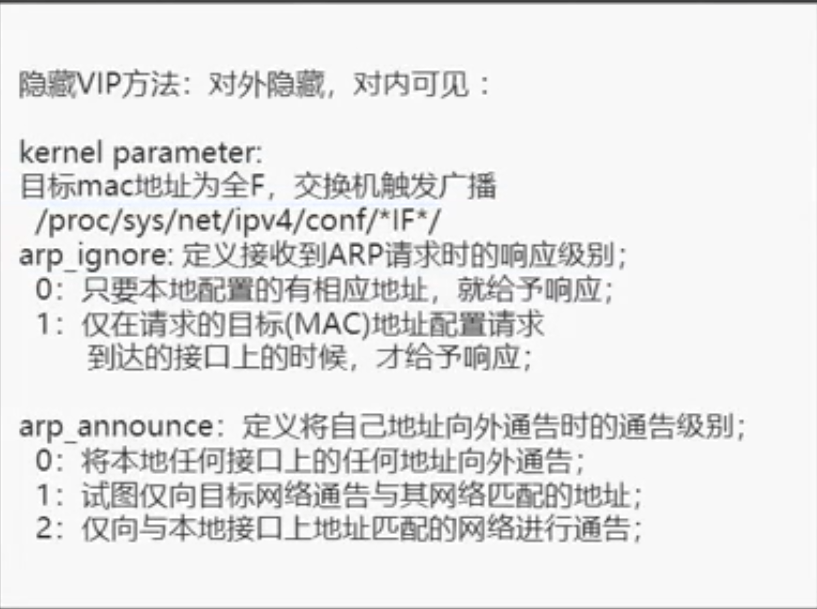 隐藏VIP方法：对外隐藏，对内可见：
kernel parameter:
目标mac地址为全F，交换机触发广播
/proc/sys/net/ipv4/conf/*IF*/
arp_ignore: 定义接收到ARP请求时的响应级别；
0：只要本地配置的有相应地址，就给予响应；
1：仅在请求的目标(MAC)地址配置请求
到达的接口上的时候，才给予响应；
arp_announce：定义将自己地址向外通告时的通告级别；
0：将本地任何接口上的任何地址向外通告；
1：试图仅向目标网络通告与其网络匹配的地址；
2：仅向与本地接口上地址匹配的网络进行通告；